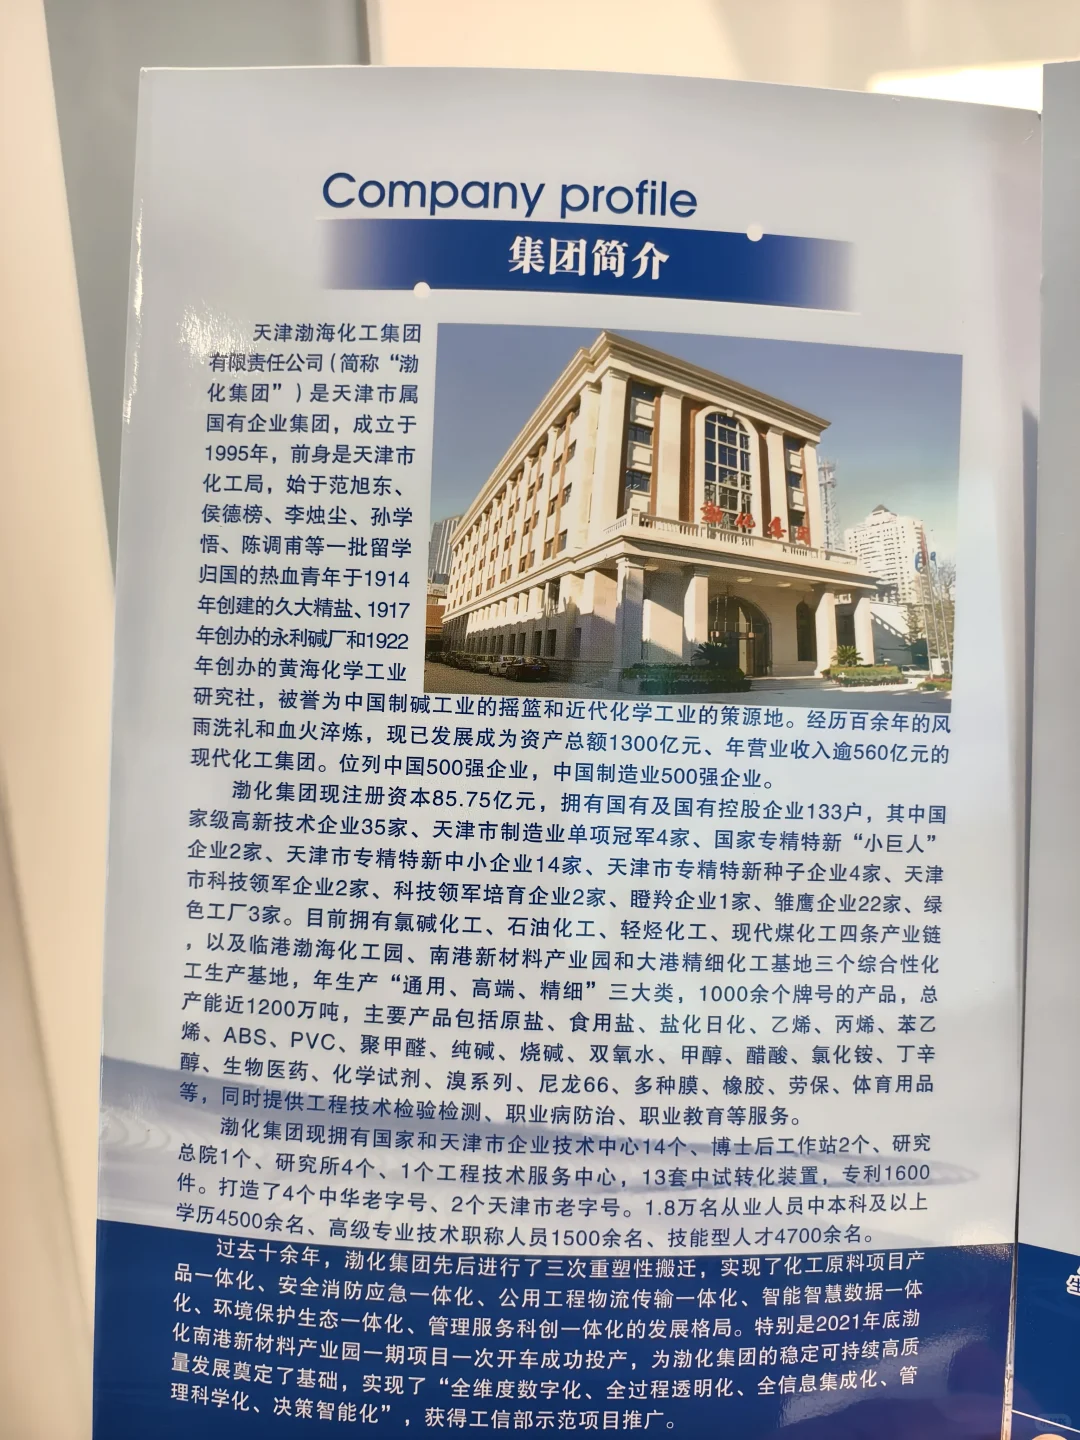 Company profile
集团简介
天津渤海化工集团
有限责任公司（简称“渤
化集团”）是天津市属
国有企业集团，成立于
1995年，前身是天津市
化工局，始于范旭东、
侯德榜、李烛尘、孙学
悟、陈调甫等一批留学
归国的热血青年于1914
年创建的久大精盐、1917
年创办的永利碱厂和1922
年创办的黄海化学工业
研究社，被誉为中国制碱工业的摇篮和近代化学工业的策源地。经历百余年的风
雨洗礼和血火淬炼，现已发展成为资产总额1300亿元、年营业收入逾560亿元的
现代化工集团。位列中国500强企业，中国制造业500强企业。
渤化集团现注册资本85.75亿元，拥有国有及国有控股企业133户，其中国
家级高新技术企业35家、天津市制造业单项冠军4家、国家专精特新“小巨人”
企业2家、天津市专精特新中小企业14家、天津市专精特新种子企业4家、天津
市科技领军企业2家、科技领军培育企业2家、瞪羚企业1家、雏鹰企业22家、绿
色工厂3家。目前拥有氯碱化工、石油化工、轻烃化工、现代煤化工四条产业链
，以及临港渤海化工园、南港新材料产业园和大港精细化工基地三个综合性化
工生产基地，年生产“通用、高端、精细”三大类，1000余个牌号的产品，总
产能近1200万吨，主要产品包括原盐、食用盐、盐化日化、乙烯、丙烯、苯乙
烯、ABS、PVC、聚甲醛、纯碱、烧碱、双氧水、甲醇、醋酸、氯化铵、丁辛
醇、生物医药、化学试剂、溴系列、尼龙66、多种膜、橡胶、劳保、体育用品
等，同时提供工程技术检验检测、职业病防治、职业教育等服务。
渤化集团现拥有国家和天津市企业技术中心14个、博士后工作站2个、研究
总院1个、研究所4个、1个工程技术服务中心，13套中试转化装置，专利1600
件。打造了4个中华老字号、2个天津市老字号。1.8万名从业人员中本科及以上
学历4500余名、高级专业技术职称人员1500余名、技能型人才4700余名。
过去十余年，渤化集团先后进行了三次重塑性搬迁，实现了化工原料项目产
品一体化、安全消防应急一体化、公用工程物流传输一体化、智能智慧数据一体
化、环境保护生态一体化、管理服务科创一体化的发展格局。特别是2021年底渤
化南港新材料产业园一期项目一次开车成功投产，为渤化集团的稳定可持续高质
量发展奠定了基础，实现了“全维度数字化、全过程透明化、全信息集成化、管
理科学化、决策智能化”，获得工信部示范项目推广。
渤化集团